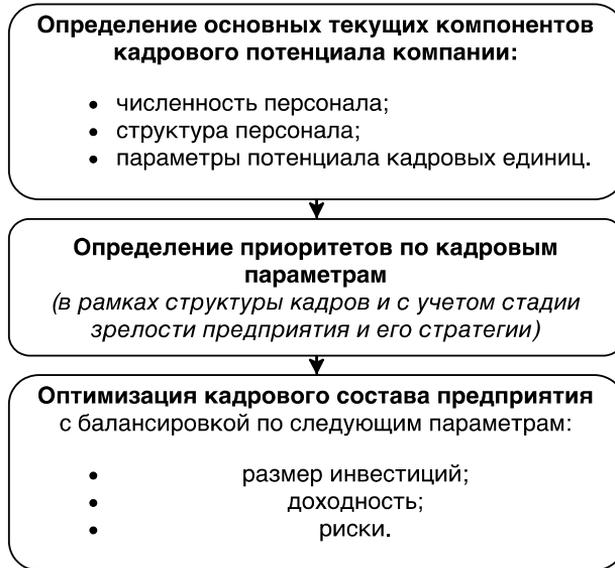 Определение основных текущих компонентов
кадрового потенциала компании:
• численность персонала;
• структура персонала;
• параметры потенциала кадровых единиц.
Определение приоритетов по кадровым
параметрам
(в рамках структуры кадров и с учетом стадии
зрелости предприятия и его стратегии)
Оптимизация кадрового состава предприятия
с балансировкой по следующим параметрам:
• размер инвестиций;
• доходность;
• риски.